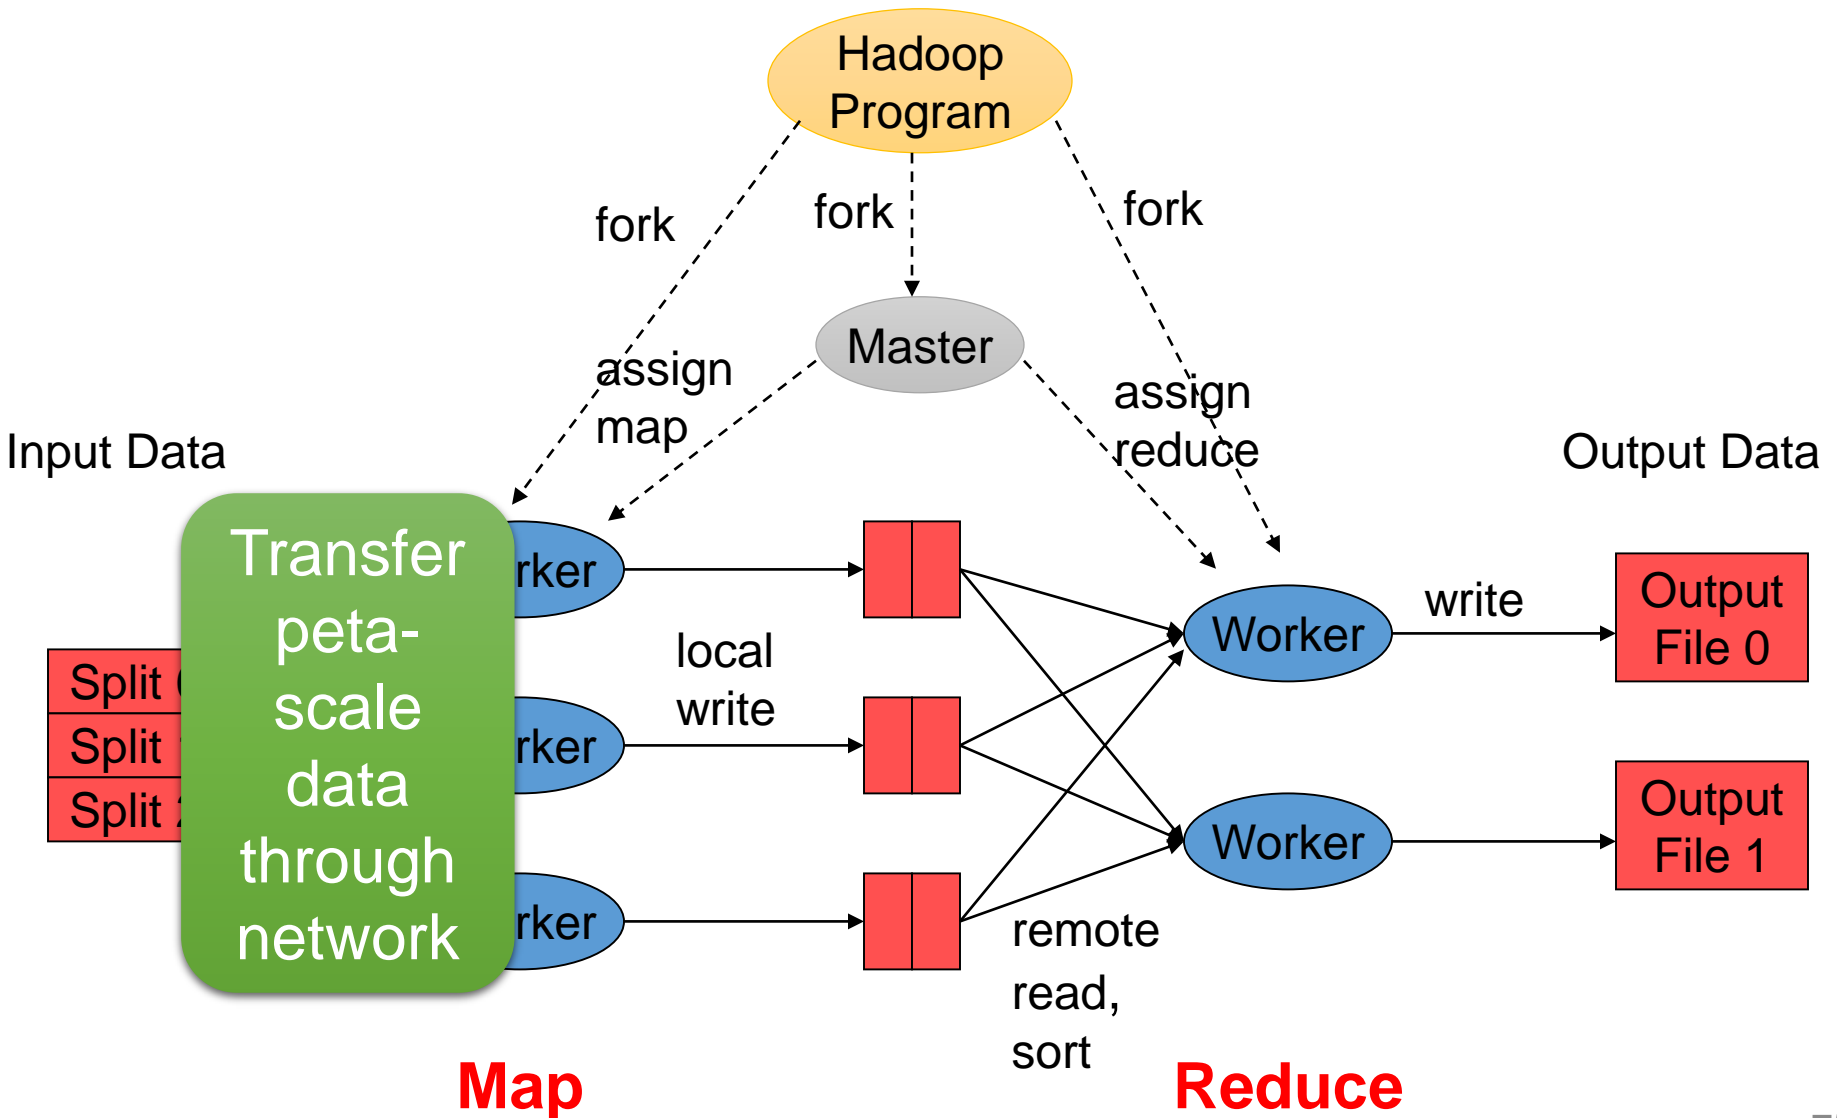 Hadoop
Program
fork
fork
fork
Master
assign
map
assign
reduce
Input Data
Output Data
Transfer
peta-
scale
data
through
network
Split
Split
Split
rker
rker
rker
local
write
Worker
Worker
write
Output
File 0
Output
File 1
remote
read,
sort
Map
Reduce